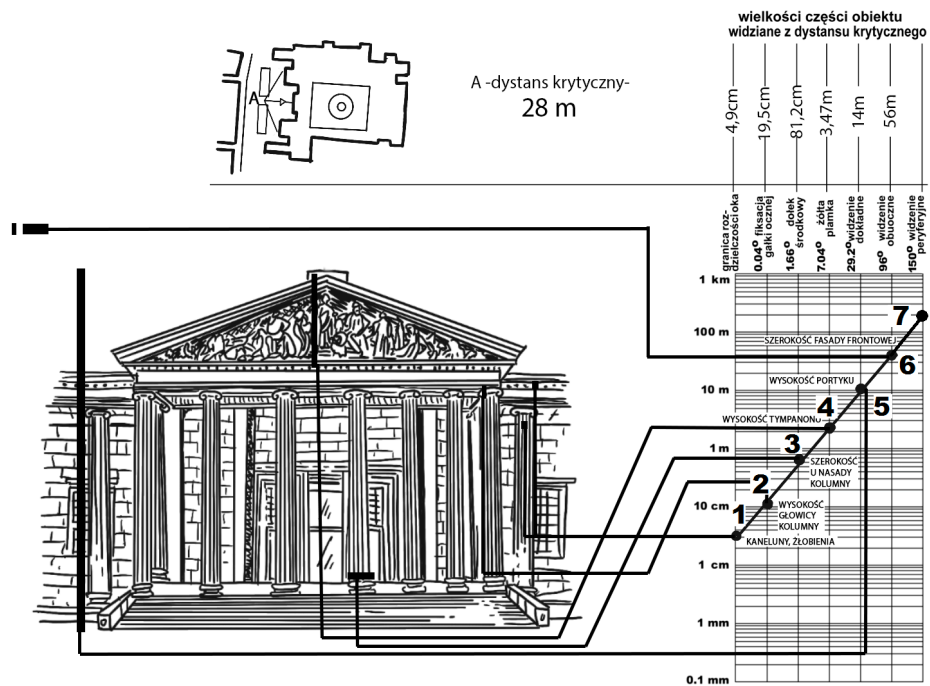 wielkości części obiektu
widziane z dystansu krytycznego
A
A -dystans krytyczny-
28 m
4,9cm
19,5cm
81,2cm
3,47m
14m
56m
granica roz-
dzielczości oka
0.04° fiksacja
gałki ocznej
1.66° dołek
środkowy
7.04° żółta
plamka
29.2° widzenie
dokładne
96° widzenie
obuoczne
150° widzenie
peryferyjne
1 km
7
100 m
SZEROKOŚĆ FASADY FRONTOWEJ
6
WYSOKOŚĆ PORTYKU
10 m
5
4
WYSOKOŚĆ TYMPANONU
3
1 m
SZEROKOŚĆ
U NASADY
KOLUMNY
2
10 cm
WYSOKOŚĆ
GŁOWICY
KOLUMNY
1
KANELUNY, ŻŁOBIENIA
1 cm
1 mm
0.1 mm